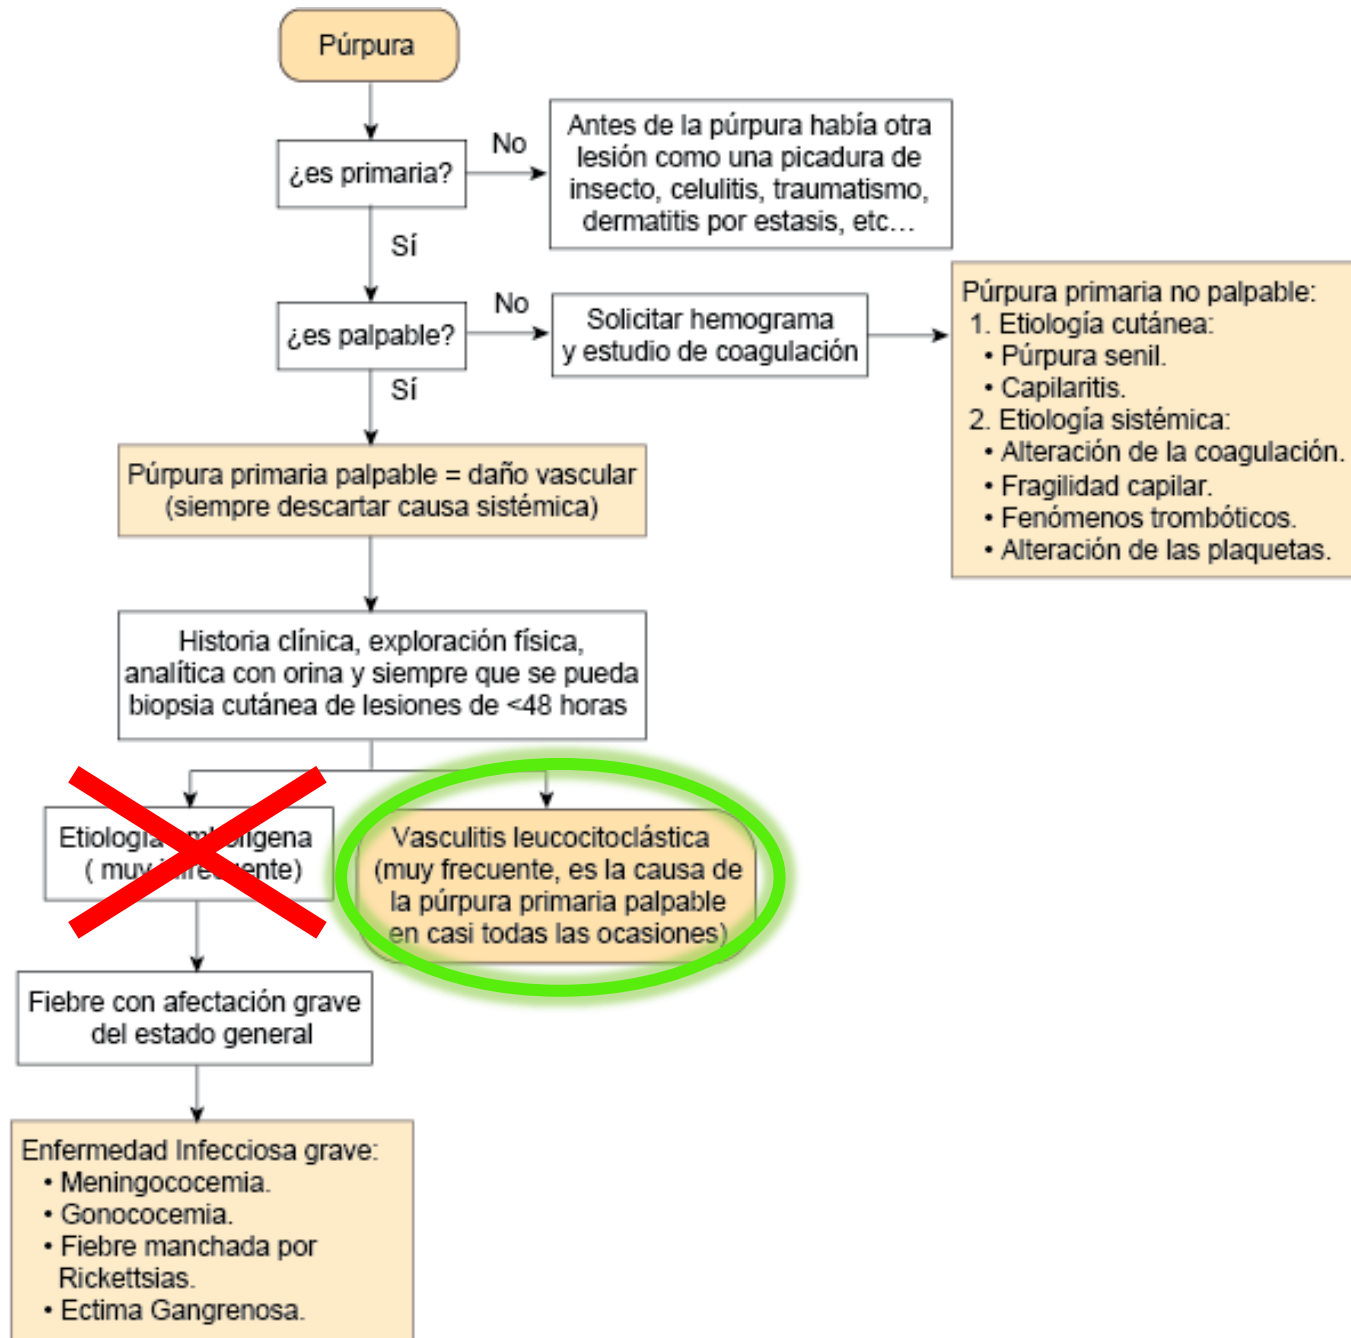 Púrpura
¿es primaria?
No
Antes de la púrpura había otra
lesión como una picadura de
insecto, celulitis, traumatismo,
dermatitis por estasis, etc...
Sí
¿es palpable?
No
Solicitar hemograma
y estudio de coagulación
Púrpura primaria no palpable:
1. Etiología cutánea:
• Púrpura senil.
• Capilaritis.
2. Etiología sistémica:
• Alteración de la coagulación.
• Fragilidad capilar.
• Fenómenos trombóticos.
• Alteración de las plaquetas.
Sí
Púrpura primaria palpable = daño vascular
(siempre descartar causa sistémica)
Historia clínica, exploración física,
analítica con orina y siempre que se pueda
biopsia cutánea de lesiones de <48 horas
Etiología
( muy
Vasculitis leucocitoclástica
(muy frecuente, es la causa de
la púrpura primaria palpable
en casi todas las ocasiones)
Fiebre con afectación grave
del estado general
Enfermedad Infecciosa grave:
• Meningococemia.
• Gonococemia.
• Fiebre manchada por
Rickettsias.
• Ectima Gangrenosa.